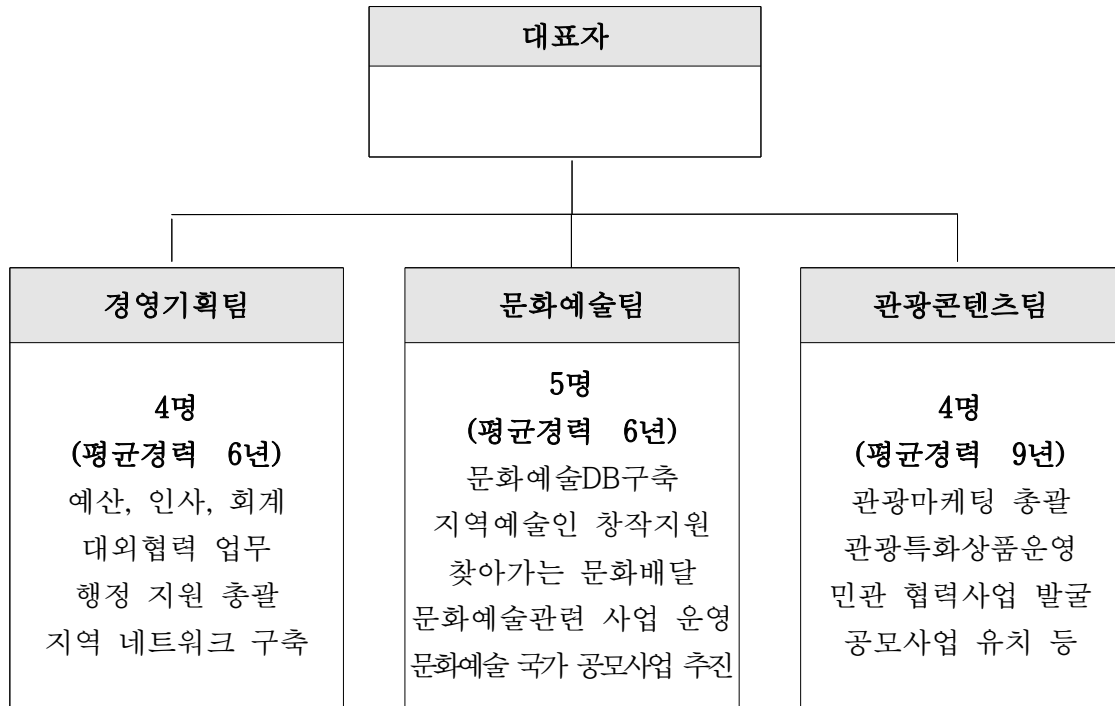 대표자
경영기획팀
4명
(평균경력 6년)
예산, 인사, 회계
대외협력 업무
행정 지원 총괄
지역 네트워크 구축
문화예술팀
5명
(평균경력 6년)
문화예술DB구축
지역예술인 창작지원
찾아가는 문화배달
문화예술관련 사업 운영
문화예술 국가 공모사업 추진
관광콘텐츠팀
4명
(평균경력 9년)
관광마케팅 총괄
관광특화상품운영
민관 협력사업 발굴
공모사업 유치 등